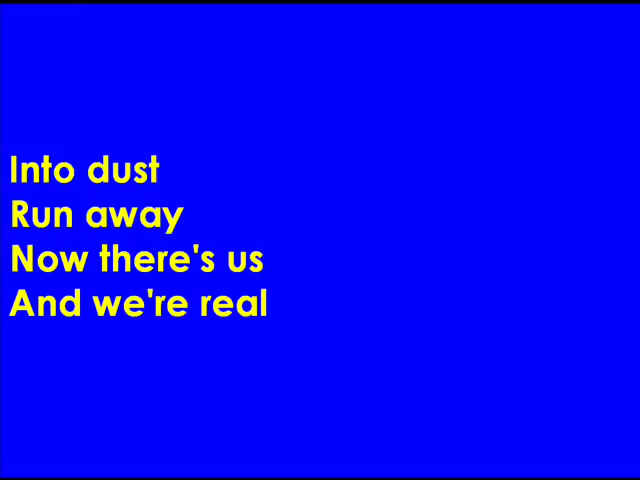 Into dust
Run away
Now there's us
And we're real